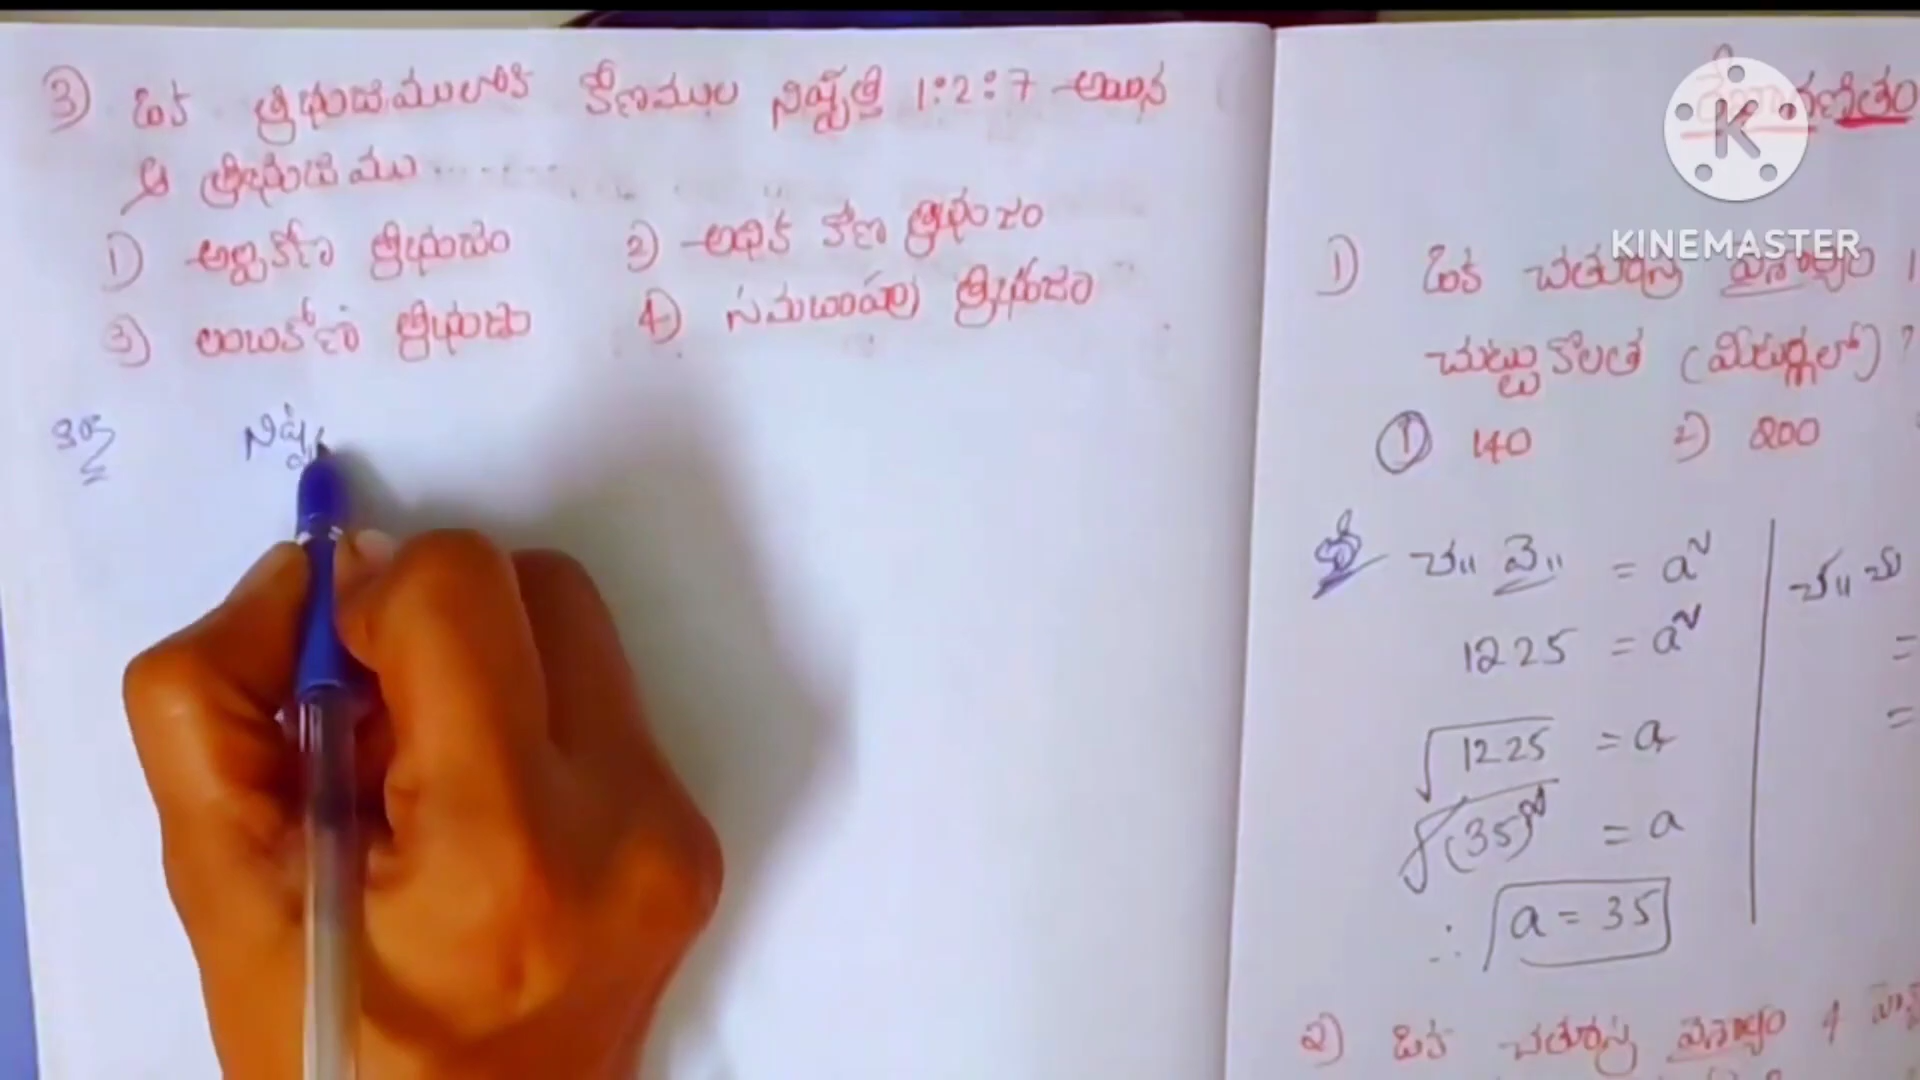 3) ఒక త్రిభుజములోని కోణముల నిష్పత్తి 1:2:7 అయిన
ఆ త్రిభుజము ........
1) అల్పకోణ త్రిభుజం 2) అధిక కోణ త్రిభుజం
3) లంబకోణ త్రిభుజం 4) సమబాహు త్రిభుజం
నిష్ప
KINEMASTER
1) ఒక చతురస్ర వైశాల్యం 1
చుట్టుకొలత (మీటర్లలో) ?
1) 140 2) 200
చ॥ వై॥ = a²
1225 = a²
√1225 = a
√(35)² = a
∴ a = 35
చ॥ చు
=
=
2) ఒక చతురస్ర వైశాల్యం 4